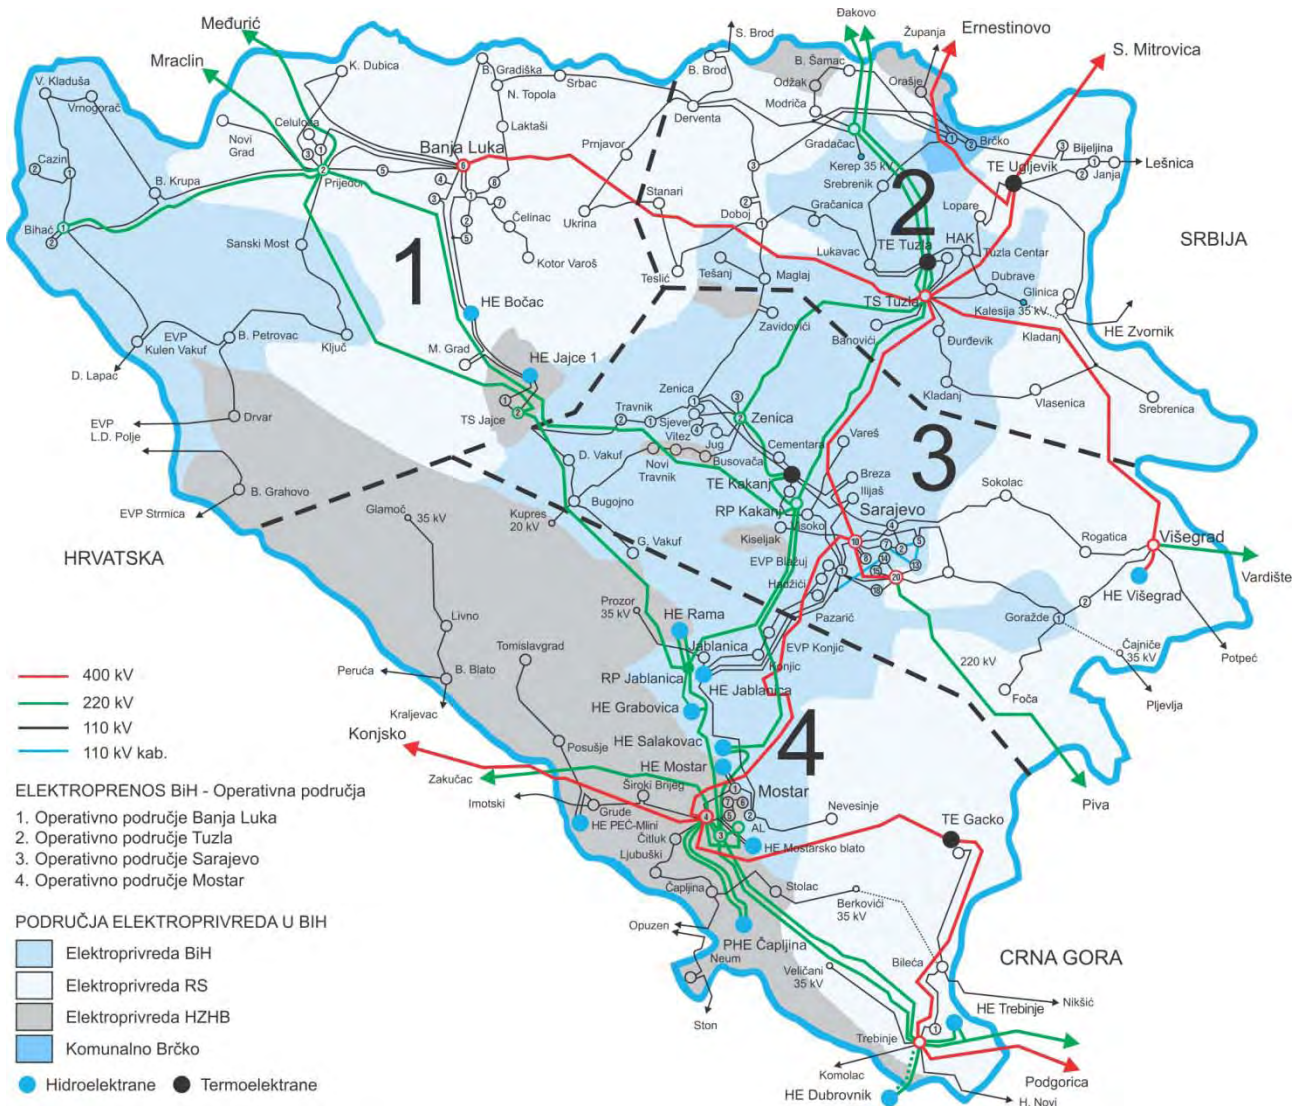 Međurić
Mraclin
Đakovo
Županja
Ernestinovo
S. Mitrovica
S. Brod
V. Kladuša
Vrnogorač
K. Dubica
B. Gradiška
Srbac
N. Topola
B. Brod
B. Šamac
Odžak
Orašje
Modriča
Derventa
Cazin
Novi
Grad
Celuloza
Laktaši
Banja Luka
Prnjavor
Gradačac
Brčko
Kerep 35 kV
TE Ugljevik
Bijeljina
Janja
Lešnica
B. Krupa
Prijedor
Stanari
Srebrenik
Bihać
Sanski Most
Čelinac
Kotor Varoš
Ukrina
Doboj
Gračanica
Lopare
2
SRBIJA
1
Teslić
Tešanj
Maglaj
Lukavac
TE Tuzla
HAK
Tuzla Centar
Dubrave
Glinica
TS Tuzla
Kalesija 35 kV
HE Zvornik
HE Bočac
Zavidovići
Banovići
Đurđevik
Kladanj
EVP
Kulen Vakuf
B. Petrovac
Ključ
M. Grad
HE Jajce 1
D. Lapac
Kladanj
Vlasenica
Srebrenica
EVP
L.D. Polje
Drvar
TS Jajce
Zenica
Travnik
Sjever
Vitez
Jug
Zenica
Novi
Travnik
Busovača
Cementara
Vareš
3
D. Vakuf
TE Kakanj
Breza
Ilijaš
B. Grahovo
EVP Strmica
Glamoč
35 kV
Bugojno
Kupres
20 kV
RP Kakanj
Visoko
Sarajevo
Sokolac
HRVATSKA
G. Vakuf
Kiseljak
EVP Blažuj
Hadžići
Rogatica
Višegrad
Vardište
HE Višegrad
Prozor
35 kV
HE Rama
Pazarić
Goražde
Livno
Tomislavgrad
Jablanica
EVP Konjic
Konjic
Čajniče
35 kV
Potpeć
Peruća
B. Blato
RP Jablanica
HE Jablanica
220 kV
Foča
Pljevlja
Kraljevac
HE Grabovica
400 kV
220 kV
110 kV
110 kV kab.
Konjsko
Posušje
HE Salakovac
HE Mostar
4
Zakučac
Široki Brijeg
Mostar
Imotski
Grude
HE PEĆ-Mlini
Nevesinje
TE Gacko
Piva
Čitluk
AL
HE Mostarsko blato
Ljubuški
Čapljina
Stolac
Berkovići
35 kV
Opuzen
PHE Čapljina
Neum
Ston
Veličani
35 kV
Bileća
CRNA GORA
Nikšić
HE Trebinje
Trebinje
Komolac
Podgorica
HE Dubrovnik
H. Novi
ELEKTROPRENOS BiH - Operativna područja
1. Operativno područje Banja Luka
2. Operativno područje Tuzla
3. Operativno područje Sarajevo
4. Operativno područje Mostar
PODRUČJA ELEKTROPRIVREDA U BIH
Elektroprivreda BiH
Elektroprivreda RS
Elektroprivreda HZHB
Komunalno Brčko
Hidroelektrane
Termoelektrane